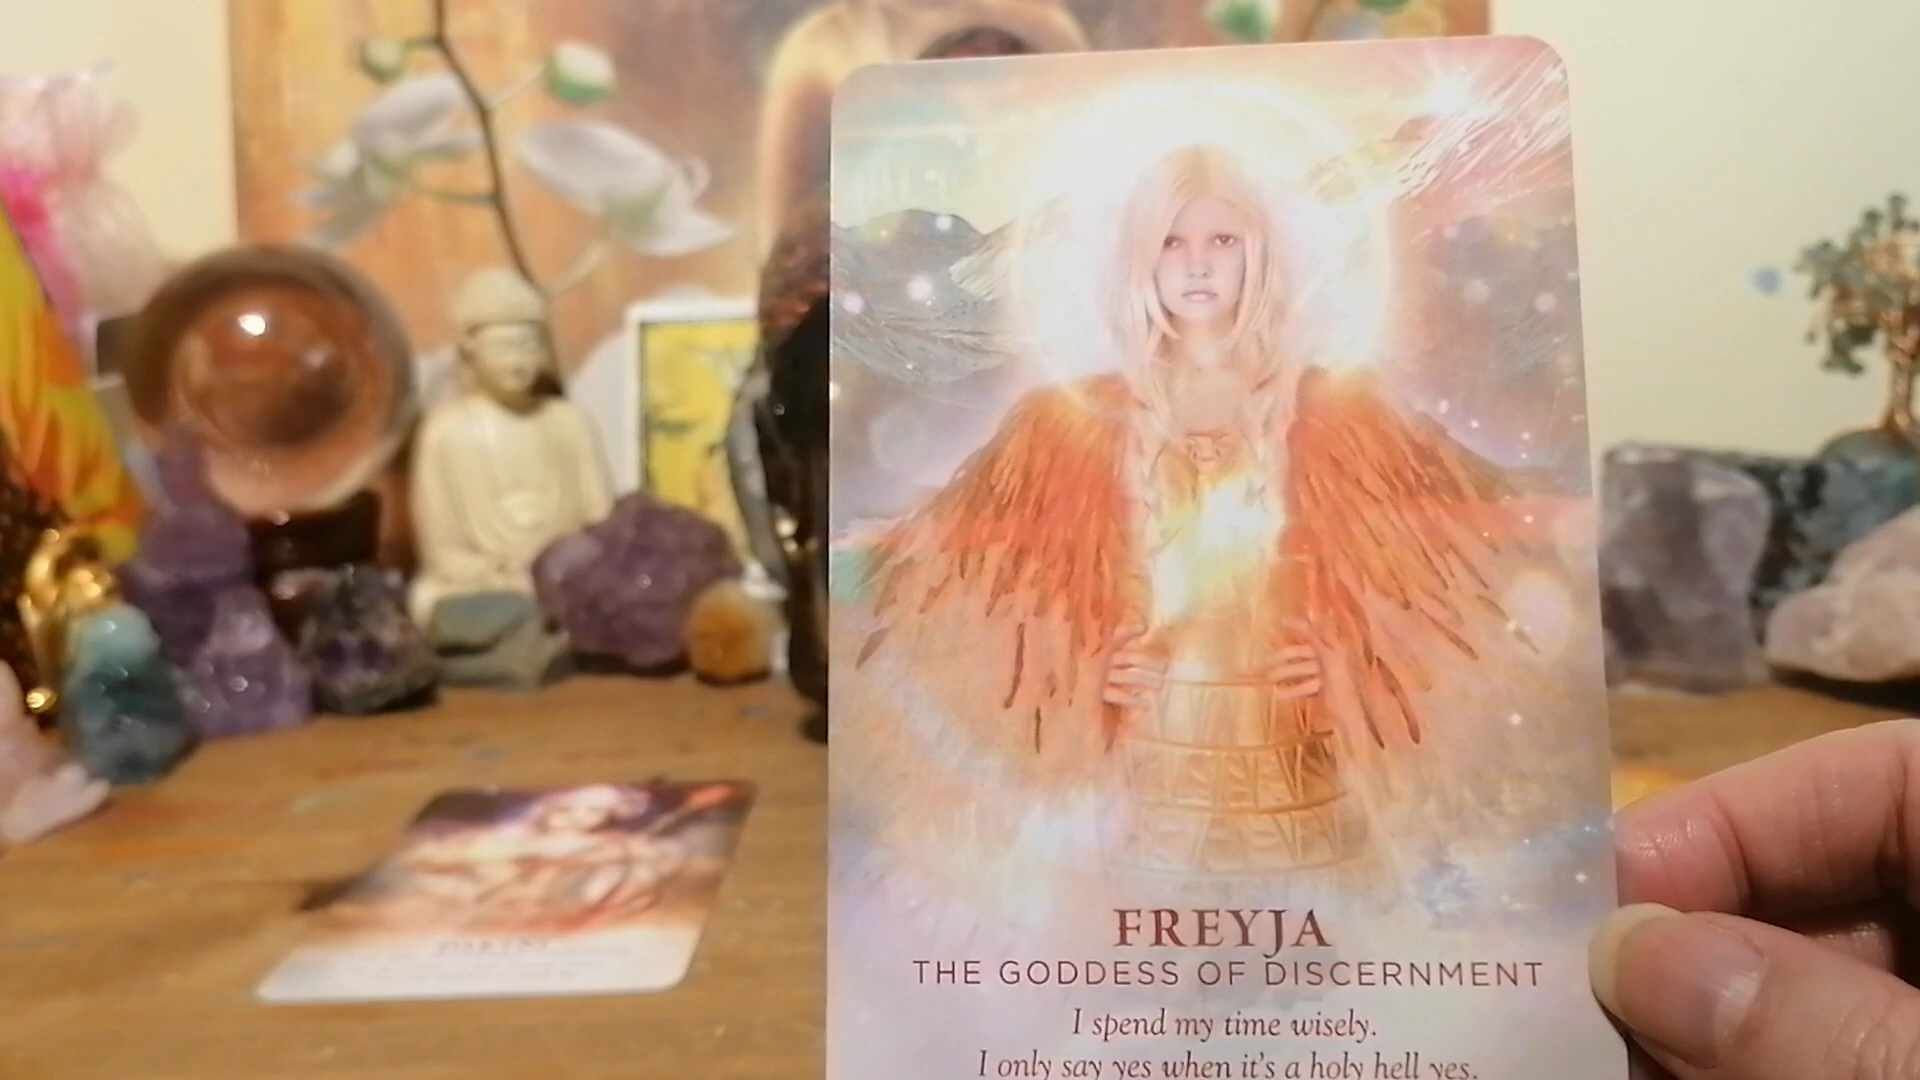 FREYJA
THE GODDESS OF DISCERNMENT
I spend my time wisely.
I only say yes when it's a holy hell yes.